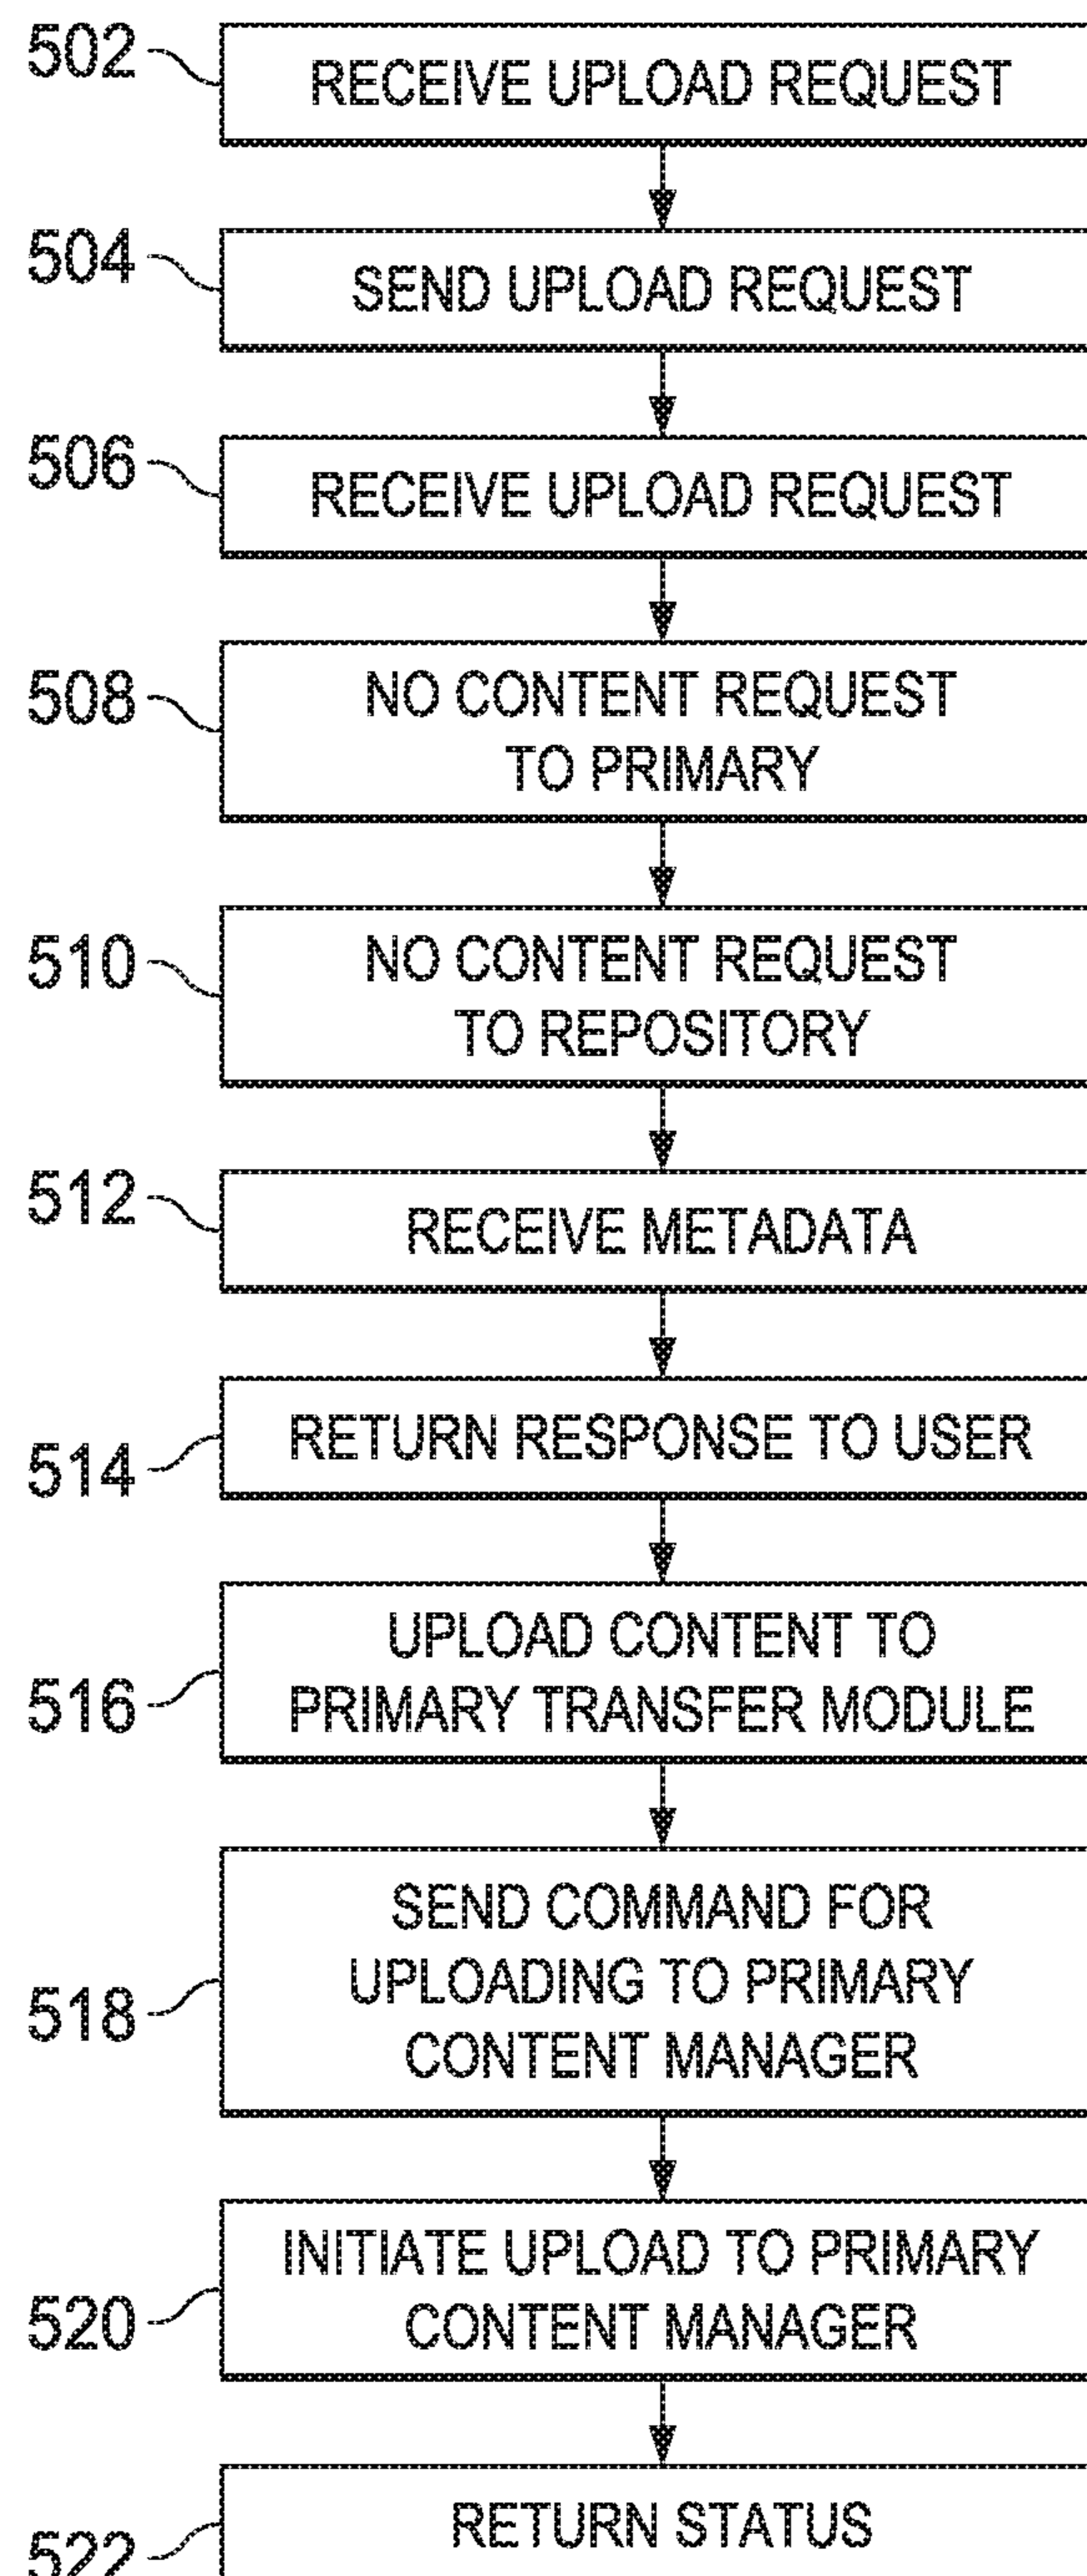 502
RECEIVE UPLOAD REQUEST
504
SEND UPLOAD REQUEST
506
RECEIVE UPLOAD REQUEST
508
NO CONTENT REQUEST
TO PRIMARY
510
NO CONTENT REQUEST
TO REPOSITORY
512
RECEIVE METADATA
514
RETURN RESPONSE TO USER
516
UPLOAD CONTENT TO
PRIMARY TRANSFER MODULE
518
SEND COMMAND FOR
UPLOADING TO PRIMARY
CONTENT MANAGER
520
INITIATE UPLOAD TO PRIMARY
CONTENT MANAGER
522
RETURN STATUS